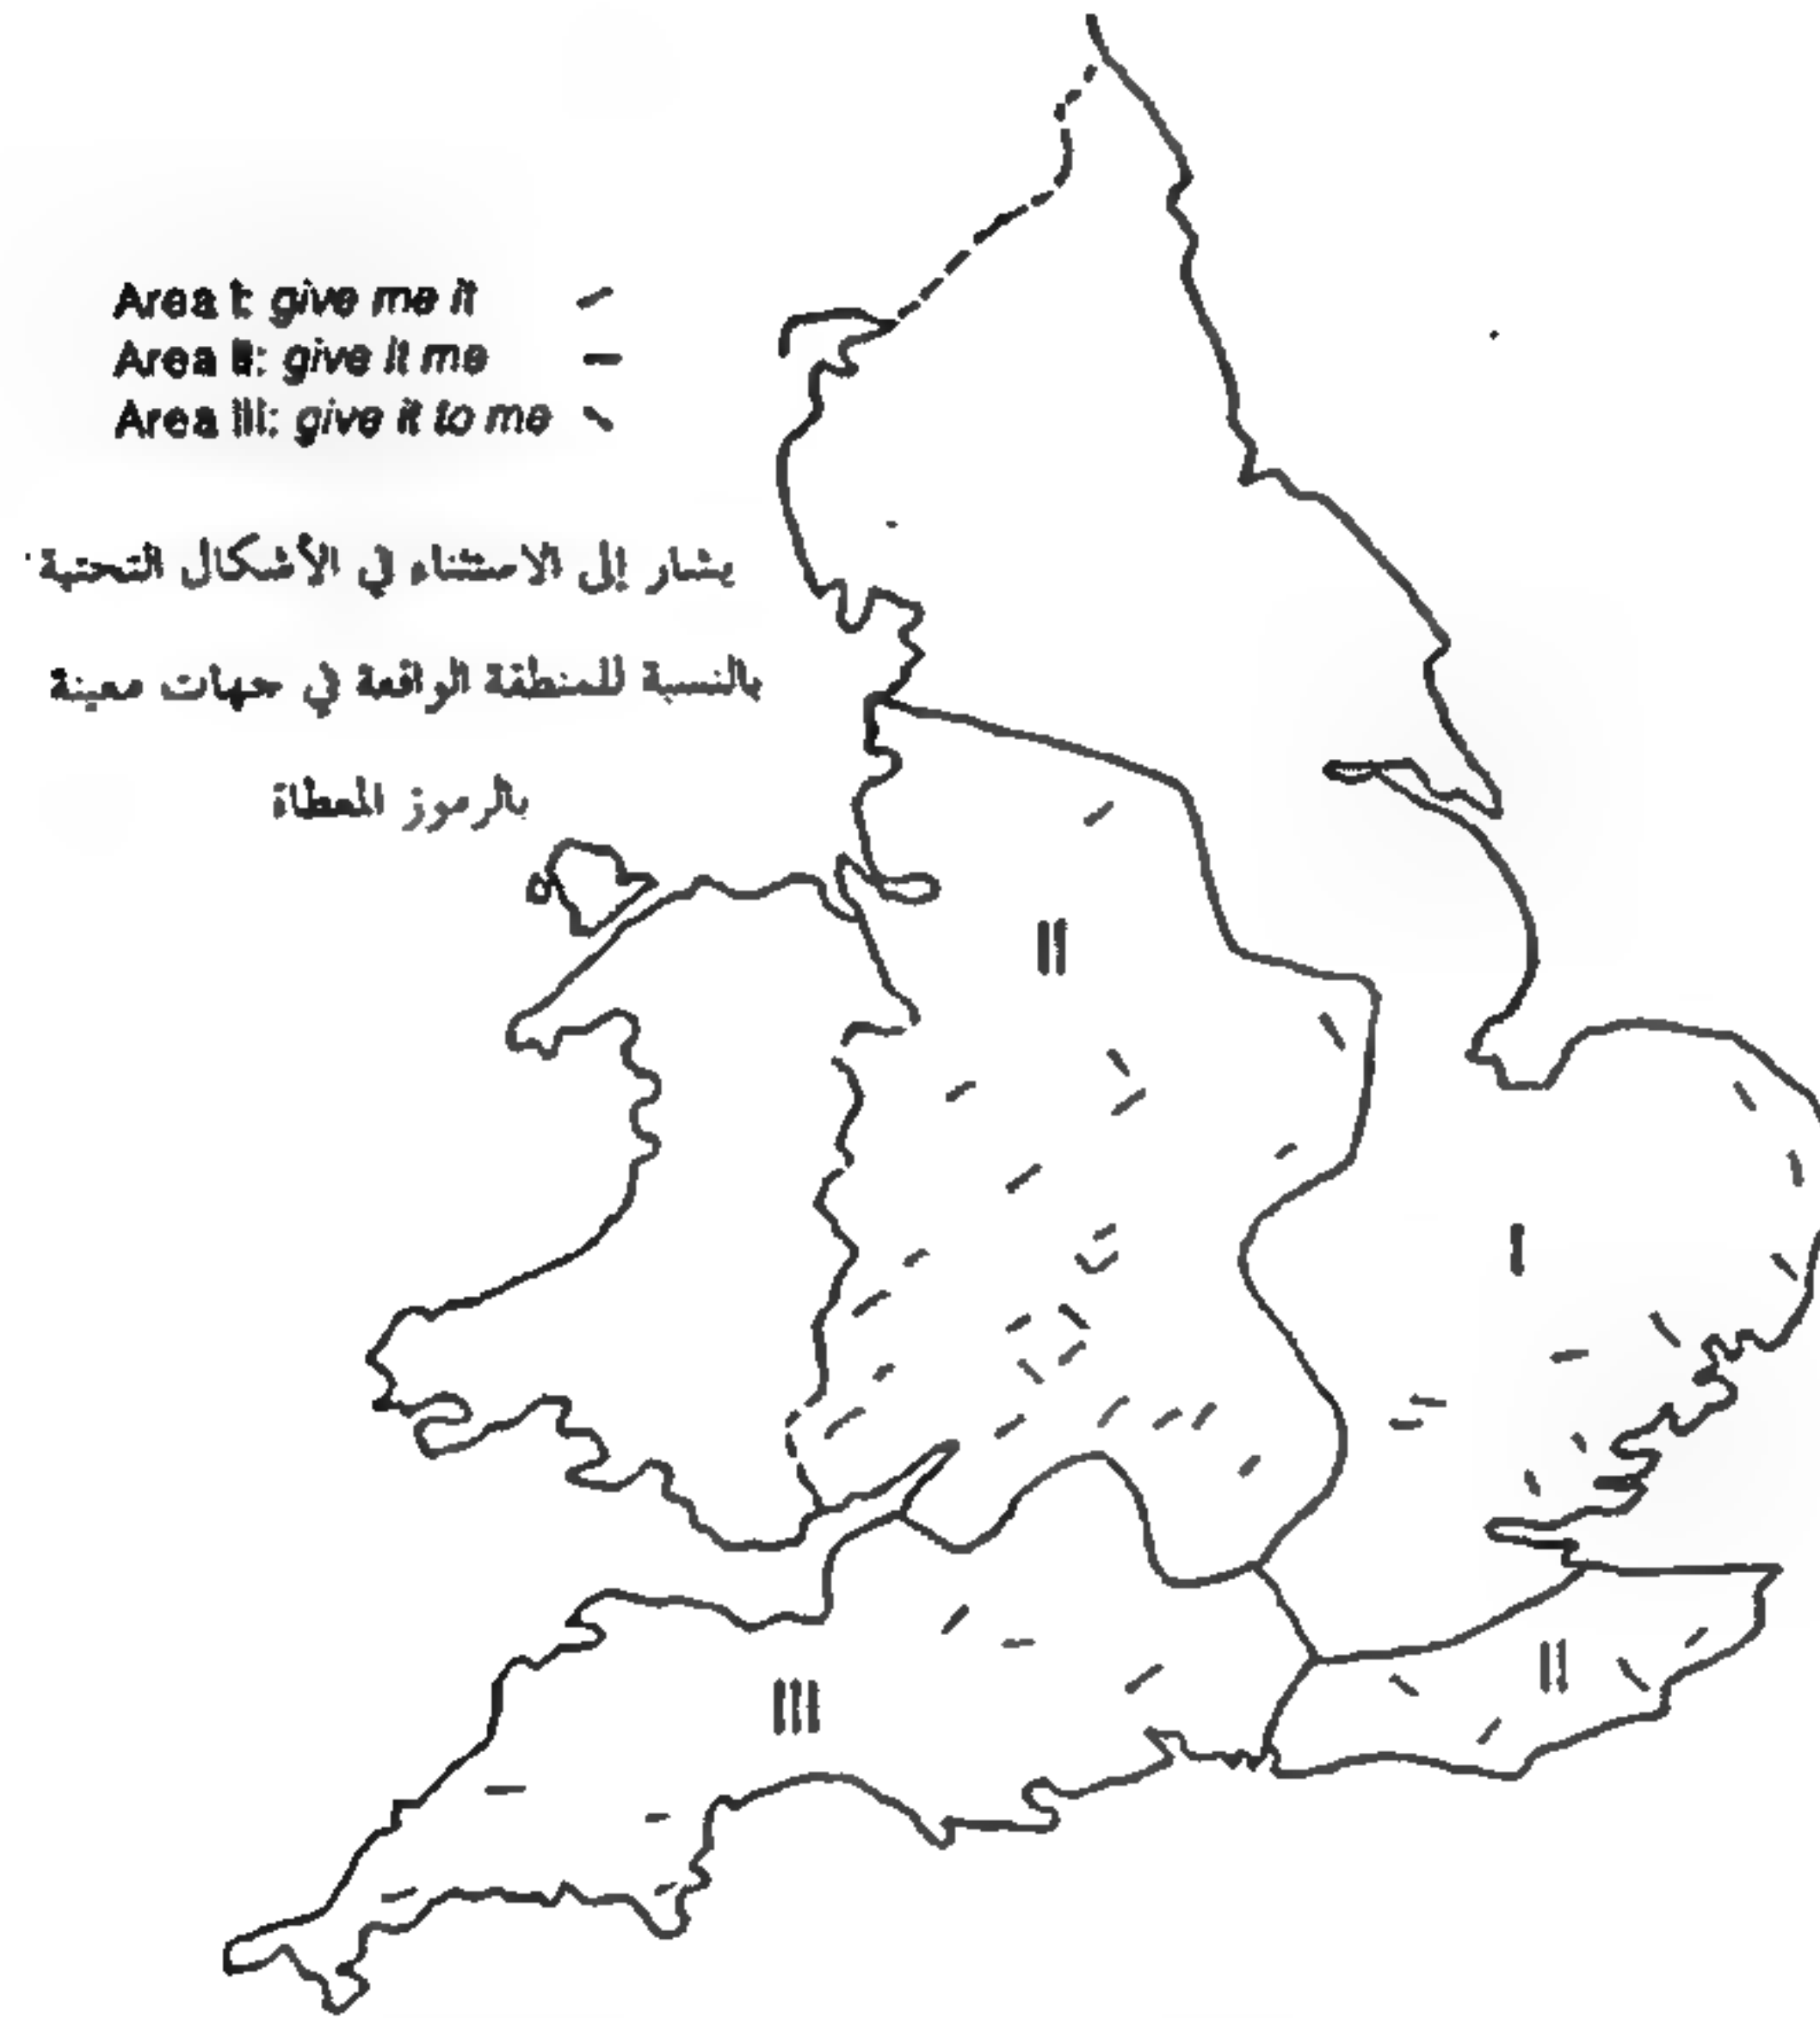 Area I: give me it
Area II: give it me
Area III: give it to me
يشار إلى الاستثناء في الأشكال التحتية
بالنسبة للمنطقة الواقعة في جهات معينة
بالرموز المعطاة
II
I
II
III